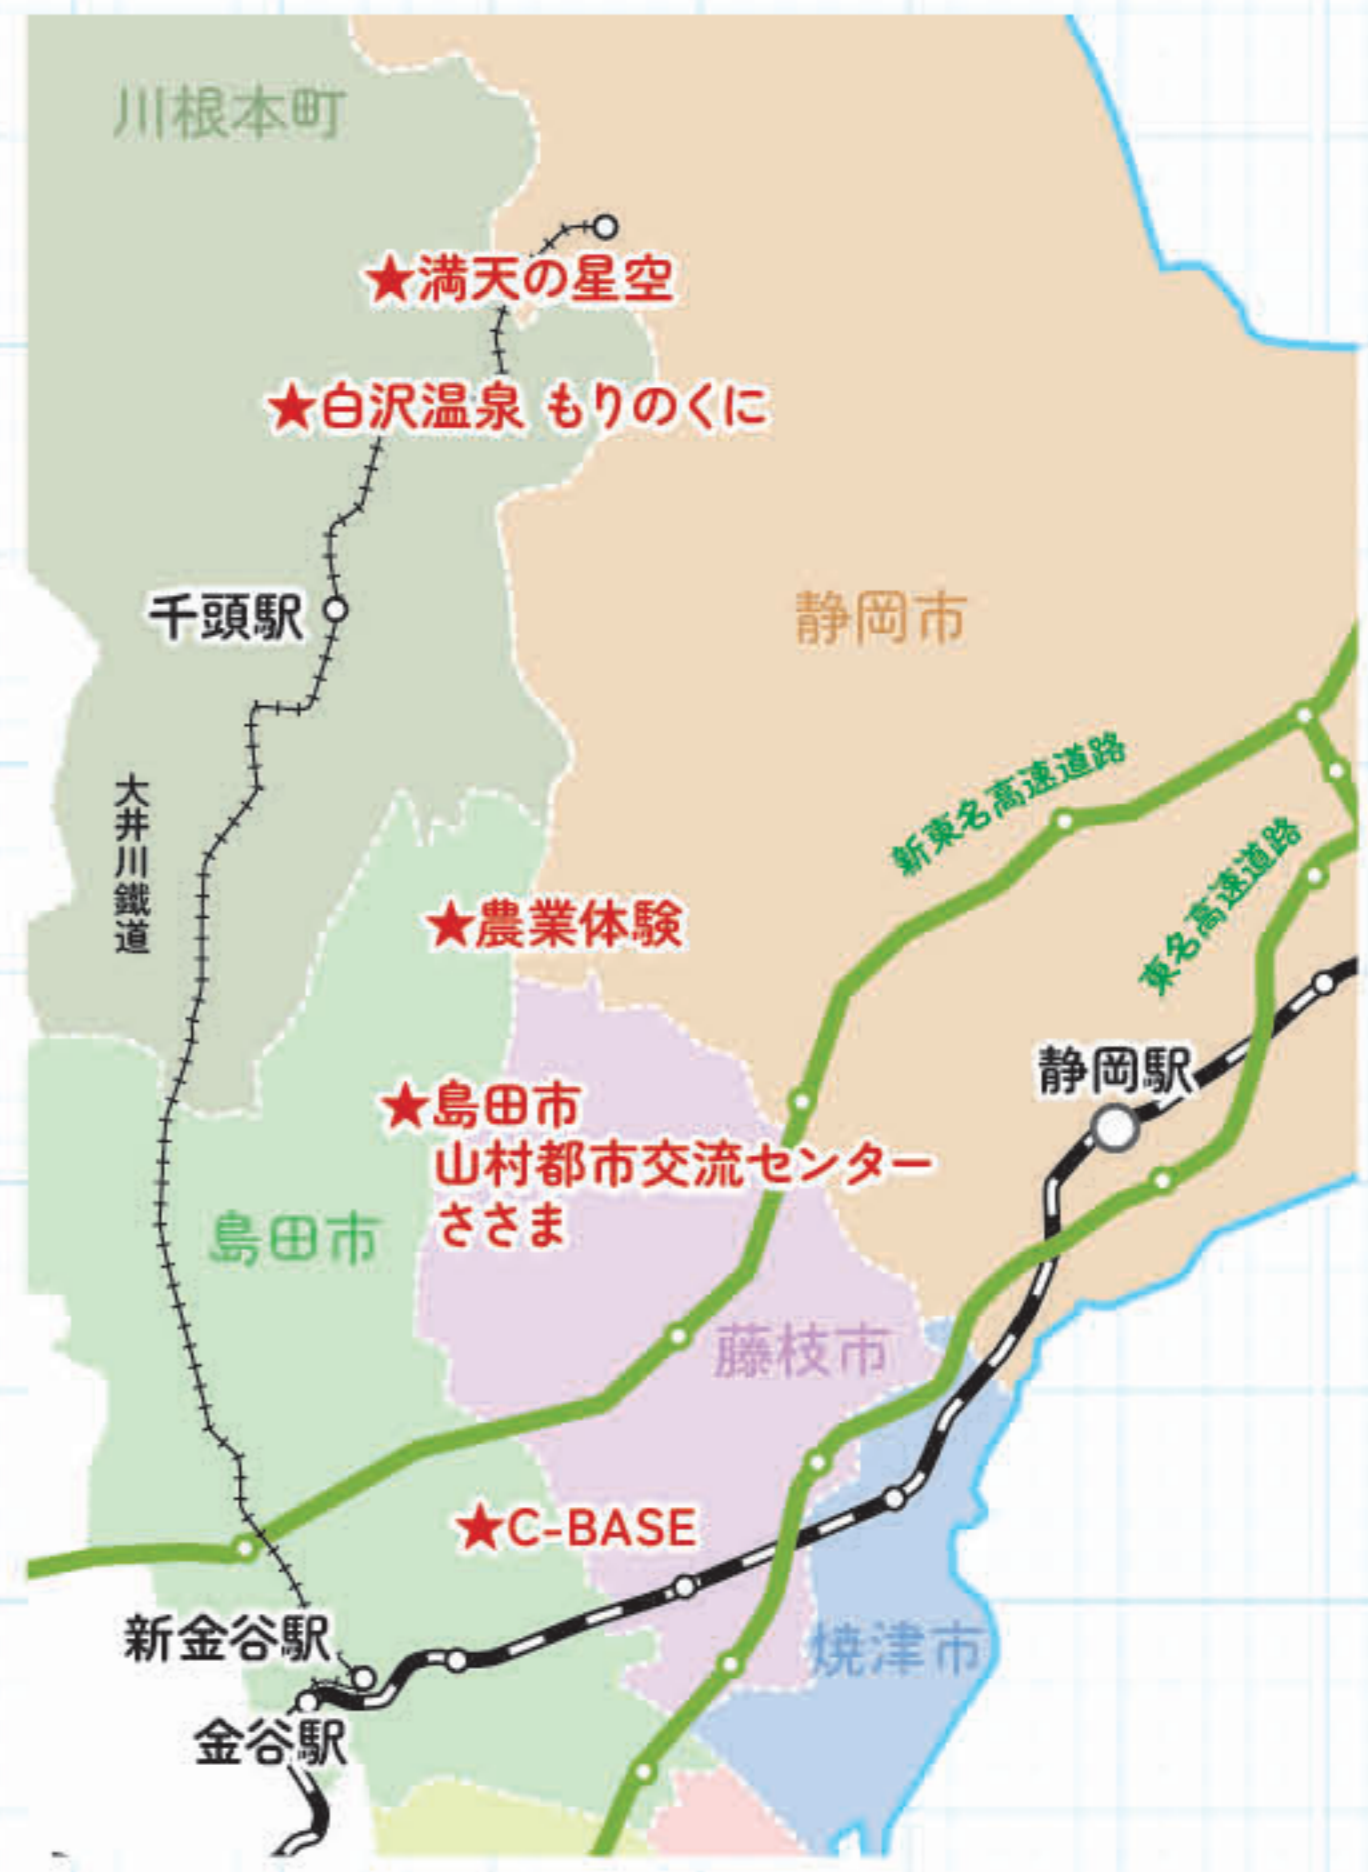 川根本町
★満天の星空
★白沢温泉 もりのくに
千頭駅
静岡市
新東名高速道路
大井川鐵道
東名高速道路
★農業体験
静岡駅
★島田市
山村都市交流センター
ささま
島田市
藤枝市
★C-BASE
新金谷駅
焼津市
金谷駅